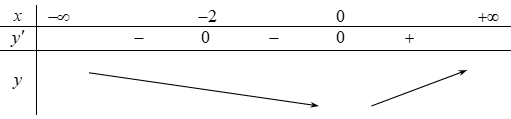 x −∞ −2 0 +∞
y′ − 0 − 0 +
y